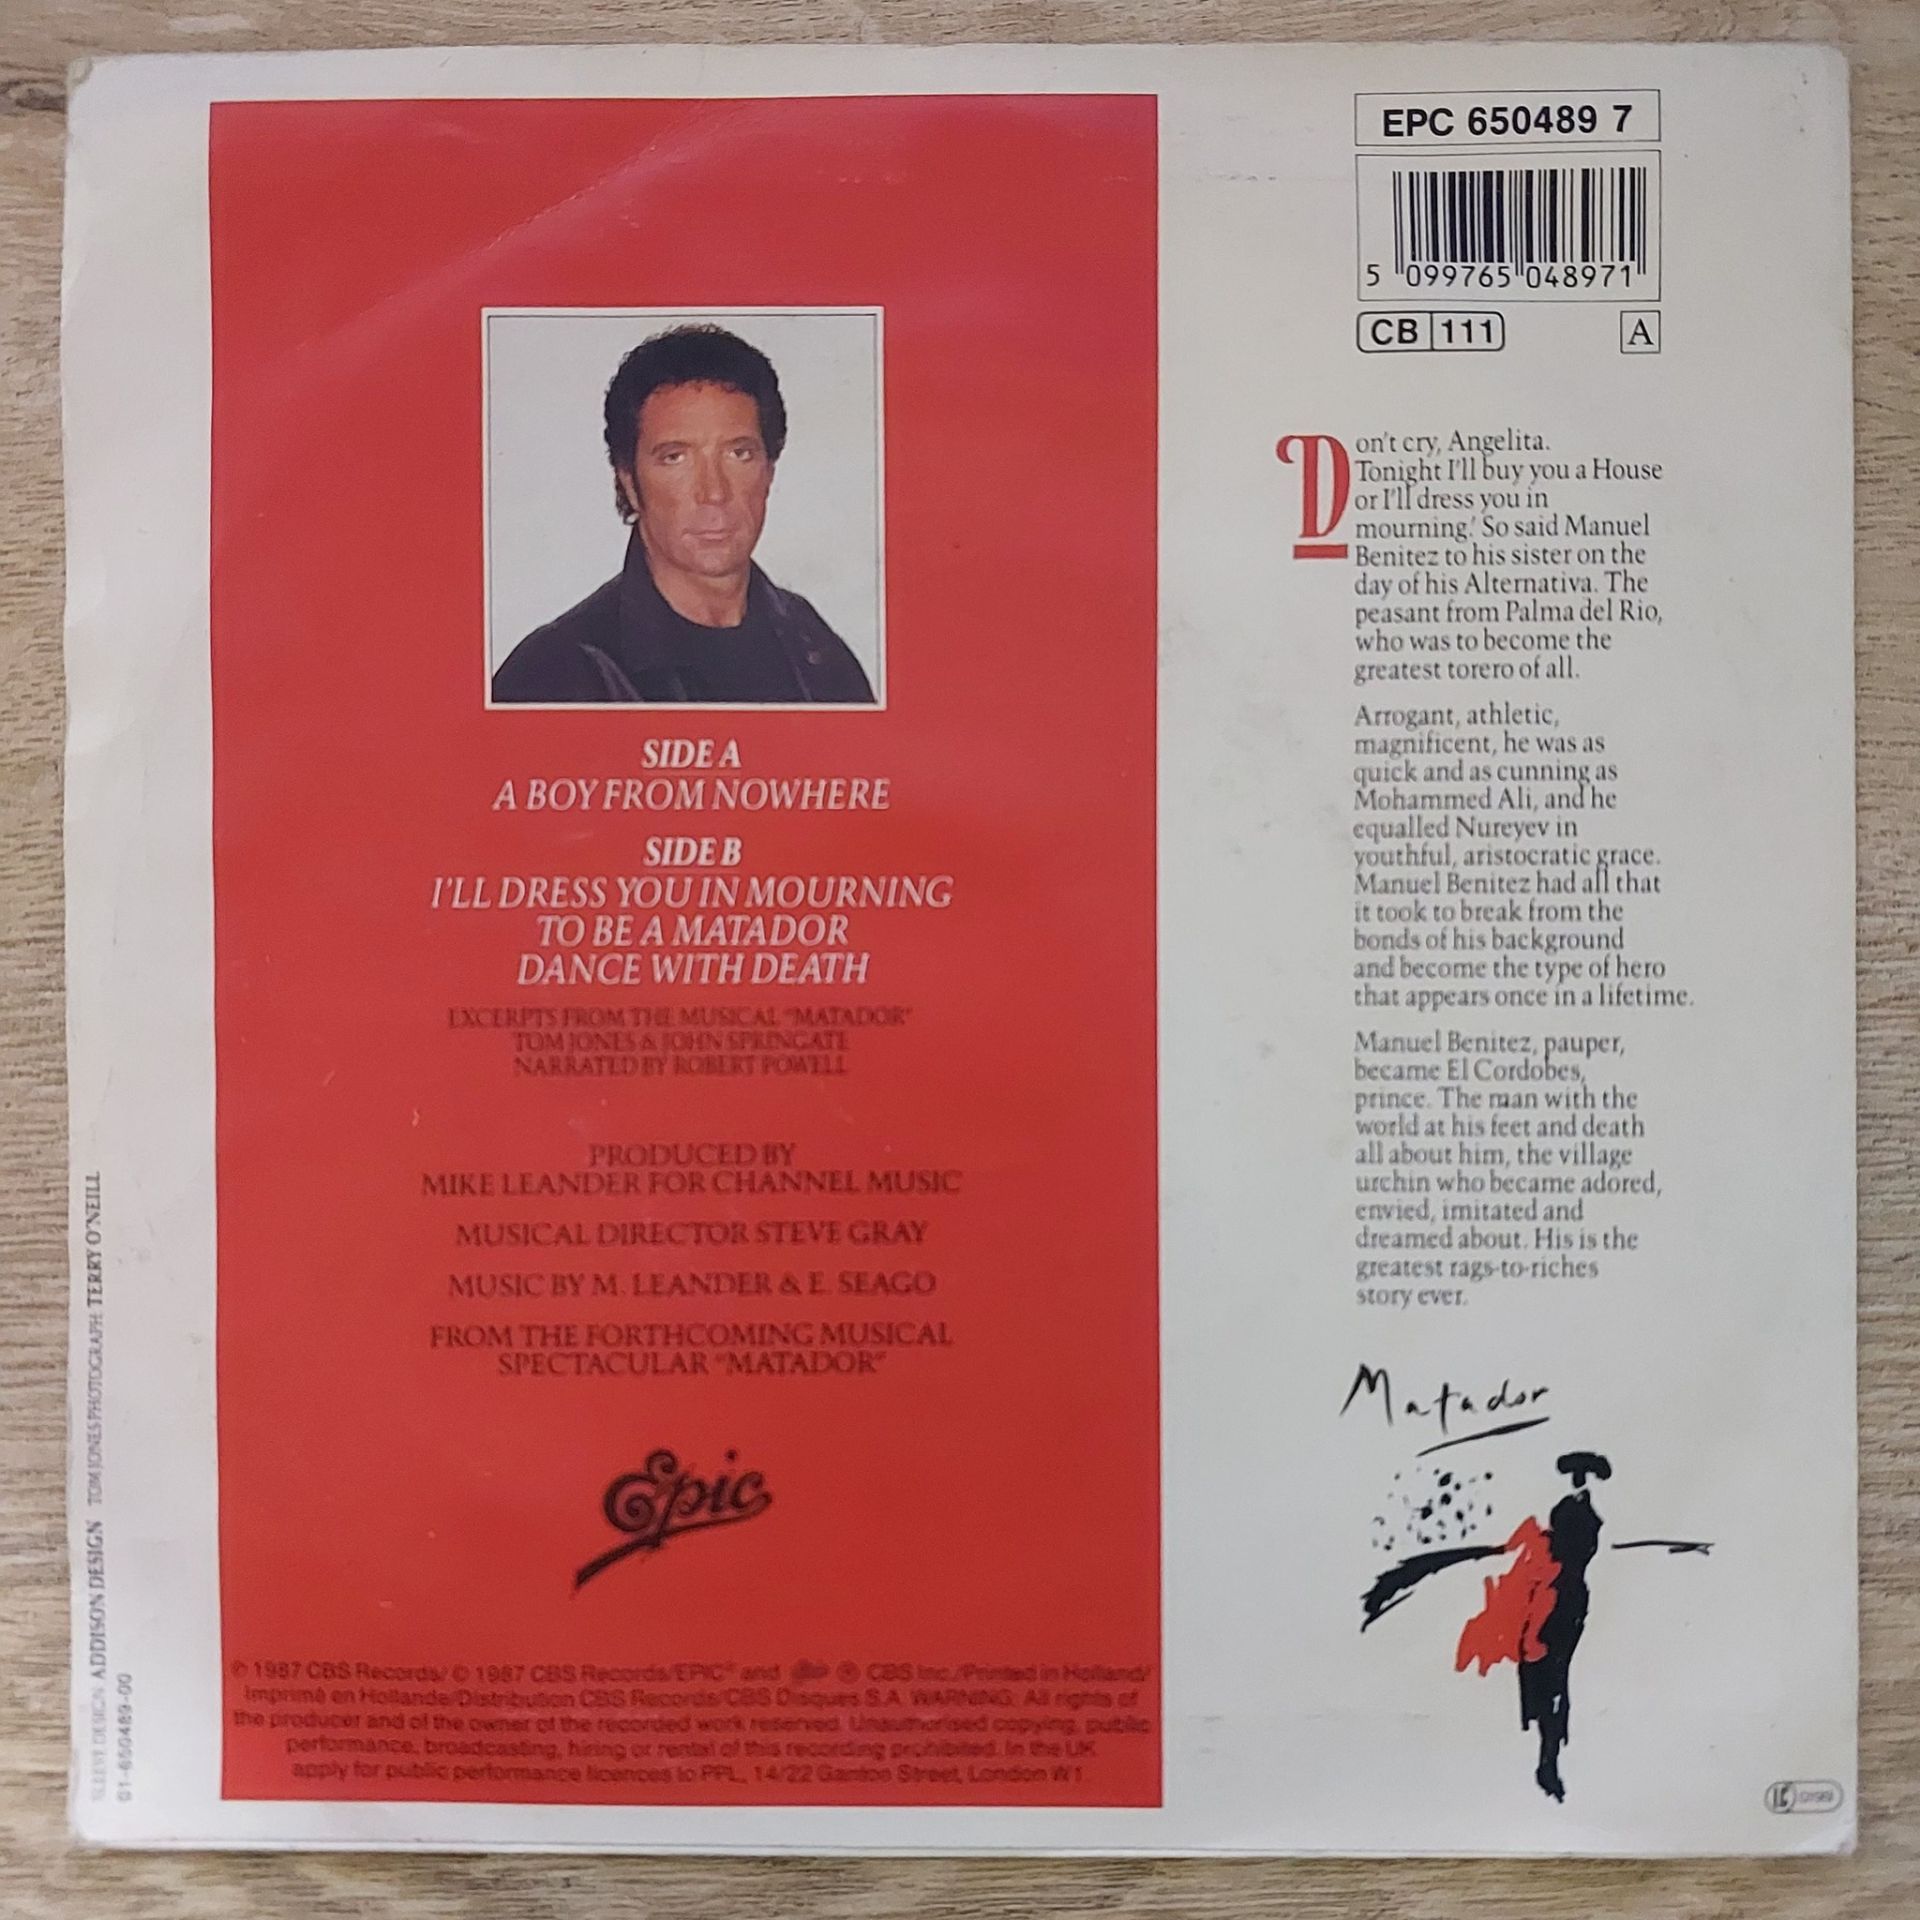 SIDE A
A BOY FROM NOWHERE
SIDE B
I'LL DRESS YOU IN MOURNING
TO BE A MATADOR
DANCE WITH DEATH
EXCERPTS FROM THE MUSICAL "MATADOR"
TOM JONES & JOHN SPRINGATE
NARRATED BY ROBERT POWELL
PRODUCED BY
MIKE LEANDER FOR CHANNEL MUSIC
MUSICAL DIRECTOR STEVE GRAY
MUSIC BY M. LEANDER & E. SEAGO
FROM THE FORTHCOMING MUSICAL
SPECTACULAR "MATADOR"
Epic
℗ 1987 CBS Records/ © 1987 CBS Records/EPIC® and ® CBS Inc./Printed in Holland/
Imprimé en Hollande/Distribution CBS Records/CBS Disques S.A. WARNING: All rights of
the producer and of the owner of the recorded work reserved. Unauthorised copying, public
performance, broadcasting, hiring or rental of this recording prohibited. In the UK
apply for public performance licences to PPL, 14/22 Ganton Street, London W1
EPC 650489 7
5 099765 048971
CB 111
A
Don't cry, Angelita.
Tonight I'll buy you a House
or I'll dress you in
mourning.' So said Manuel
Benitez to his sister on the
day of his Alternativa. The
peasant from Palma del Rio,
who was to become the
greatest torero of all.
Arrogant, athletic,
magnificent, he was as
quick and as cunning as
Mohammed Ali, and he
equalled Nureyev in
youthful, aristocratic grace.
Manuel Benitez had all that
it took to break from the
bonds of his background
and become the type of hero
that appears once in a lifetime.
Manuel Benitez, pauper,
became El Cordobes,
prince. The man with the
world at his feet and death
all about him, the village
urchin who became adored,
envied, imitated and
dreamed about. His is the
greatest rags-to-riches
story ever.
Matador
SLEEVE DESIGN: ADDISON DESIGN TOM JONES PHOTOGRAPH: TERRY O'NEILL
01-650489-00